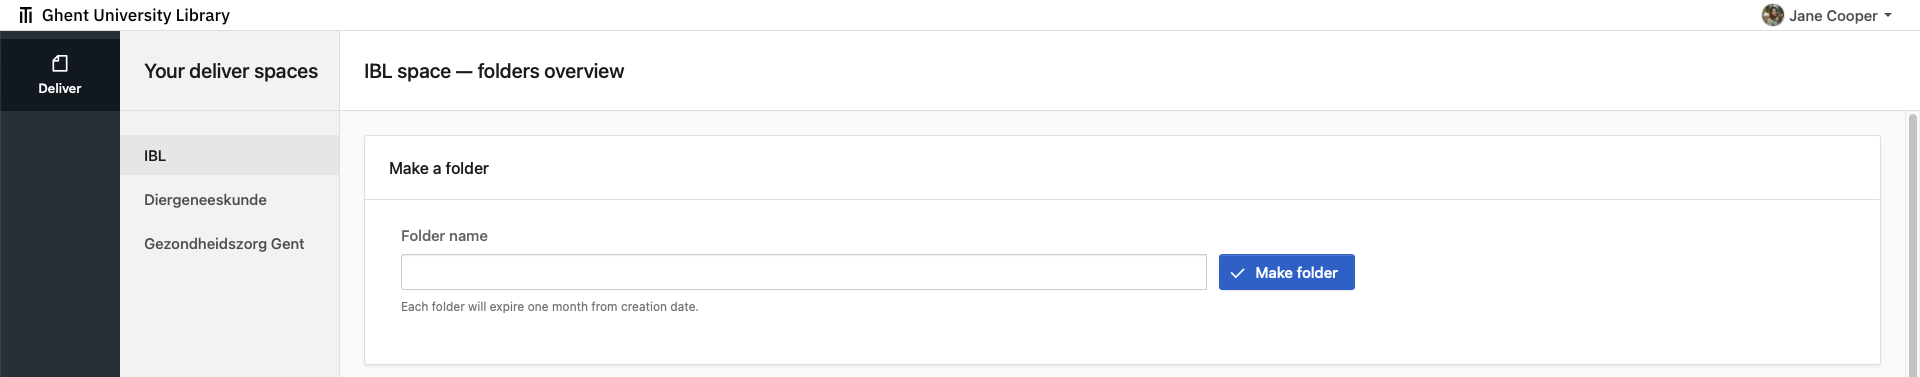 Ghent University Library
Jane Cooper
Deliver
Your deliver spaces
IBL
Diergeneeskunde
Gezondheidszorg Gent
IBL space — folders overview
Make a folder
Folder name
Make folder
Each folder will expire one month from creation date.